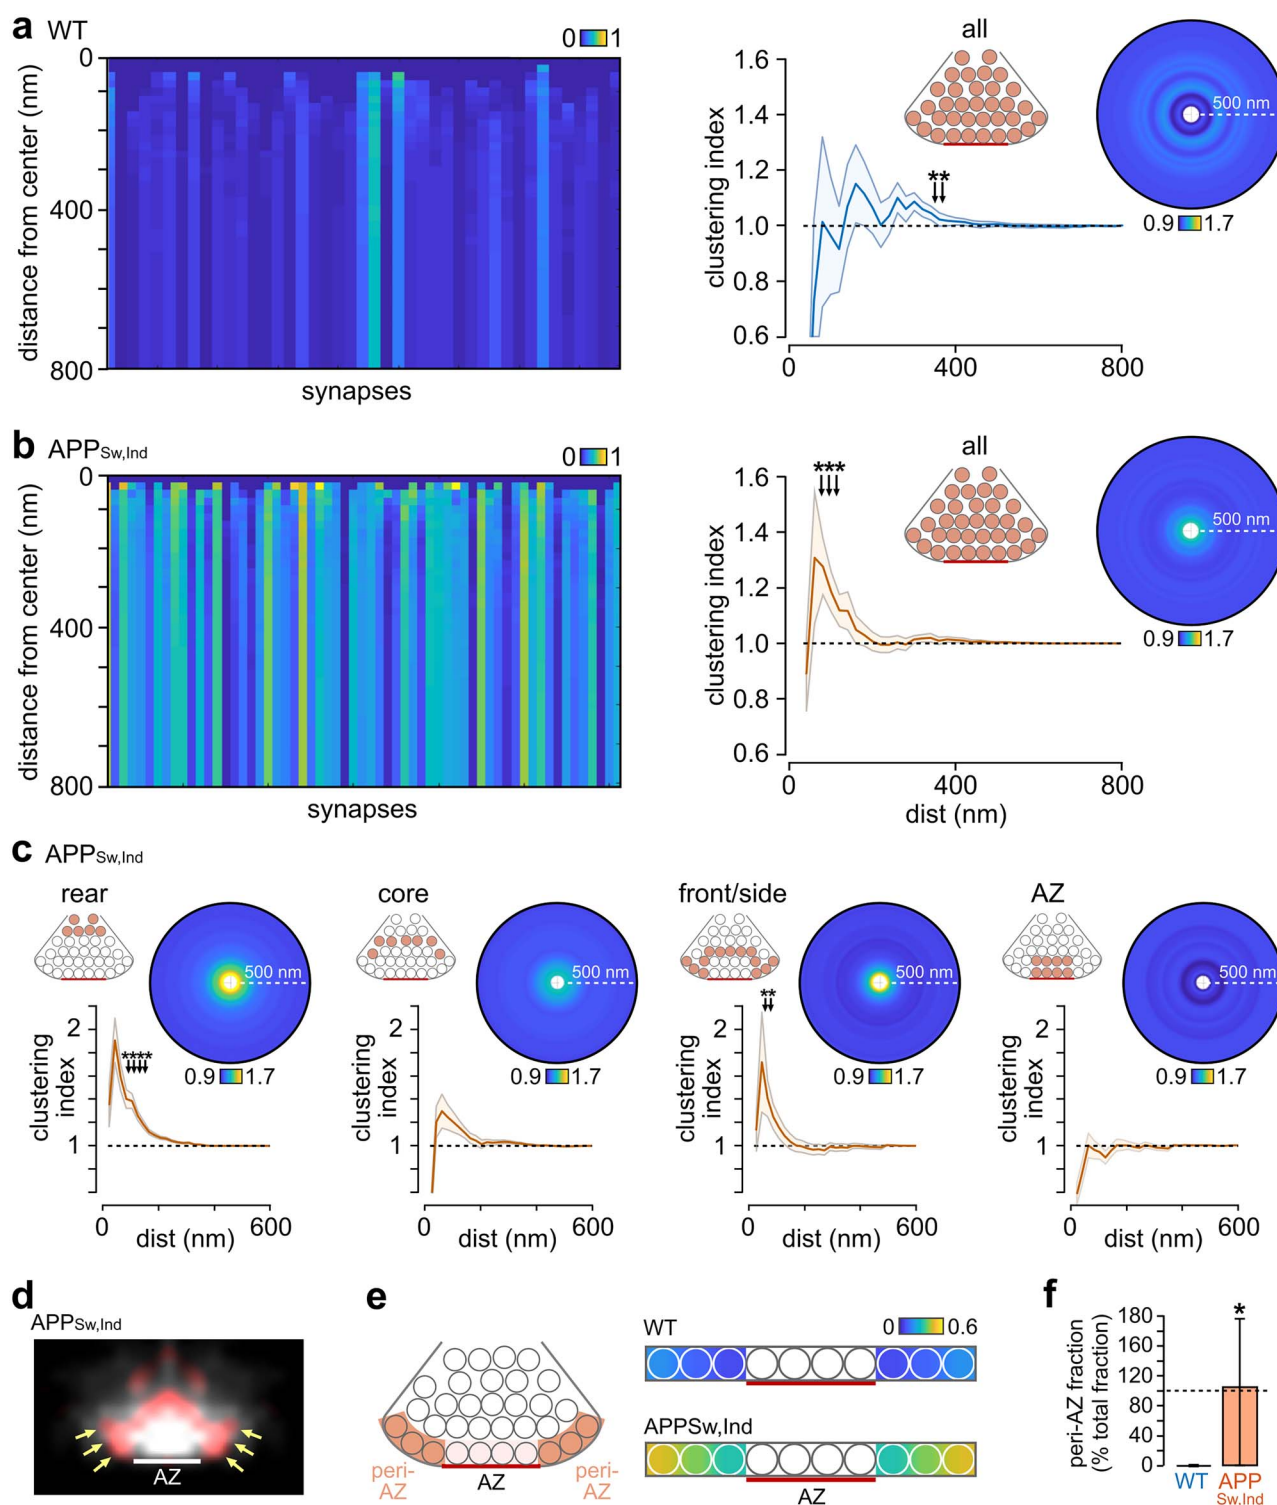 a WT
0 1
0
400
800
distance from center (nm)
synapses
all
1.6
1.4
1.2
1.0
0.8
0.6
clustering index
**
0 400 800
500 nm
0.9 1.7
b APPSw,Ind
0 1
0
400
800
distance from center (nm)
synapses
all
1.6
1.4
1.2
1.0
0.8
0.6
clustering index
***
0 400 800
dist (nm)
500 nm
0.9 1.7
c APPSw,Ind
rear
500 nm
0.9 1.7
2
1
clustering
index
****
0 600
dist (nm)
core
500 nm
0.9 1.7
2
1
clustering
index
0 600
dist (nm)
front/side
500 nm
0.9 1.7
2
1
clustering
index
**
0 600
dist (nm)
AZ
500 nm
0.9 1.7
2
1
clustering
index
0 600
dist (nm)
d
APPSw,Ind
AZ
e
peri-
AZ
AZ
peri-
AZ
WT
0 0.6
APPSw,Ind
AZ
f
peri-AZ fraction
(% total fraction)
180
160
120
80
40
0
*
WT APP
Sw.Ind